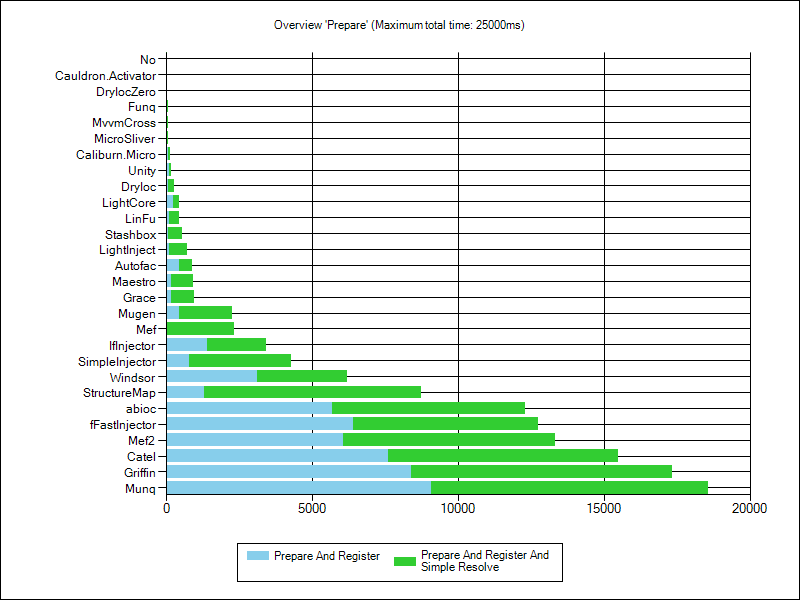 Overview 'Prepare' (Maximum total time: 25000ms)
No
Cauldron.Activator
DryIocZero
Funq
MvvmCross
MicroSliver
Caliburn.Micro
Unity
DryIoc
LightCore
LinFu
Stashbox
LightInject
Autofac
Maestro
Grace
Mugen
Mef
IfInjector
SimpleInjector
Windsor
StructureMap
abioc
fFastInjector
Mef2
Catel
Griffin
Munq
0 5000 10000 15000 20000
Prepare And Register
Prepare And Register And
Simple Resolve